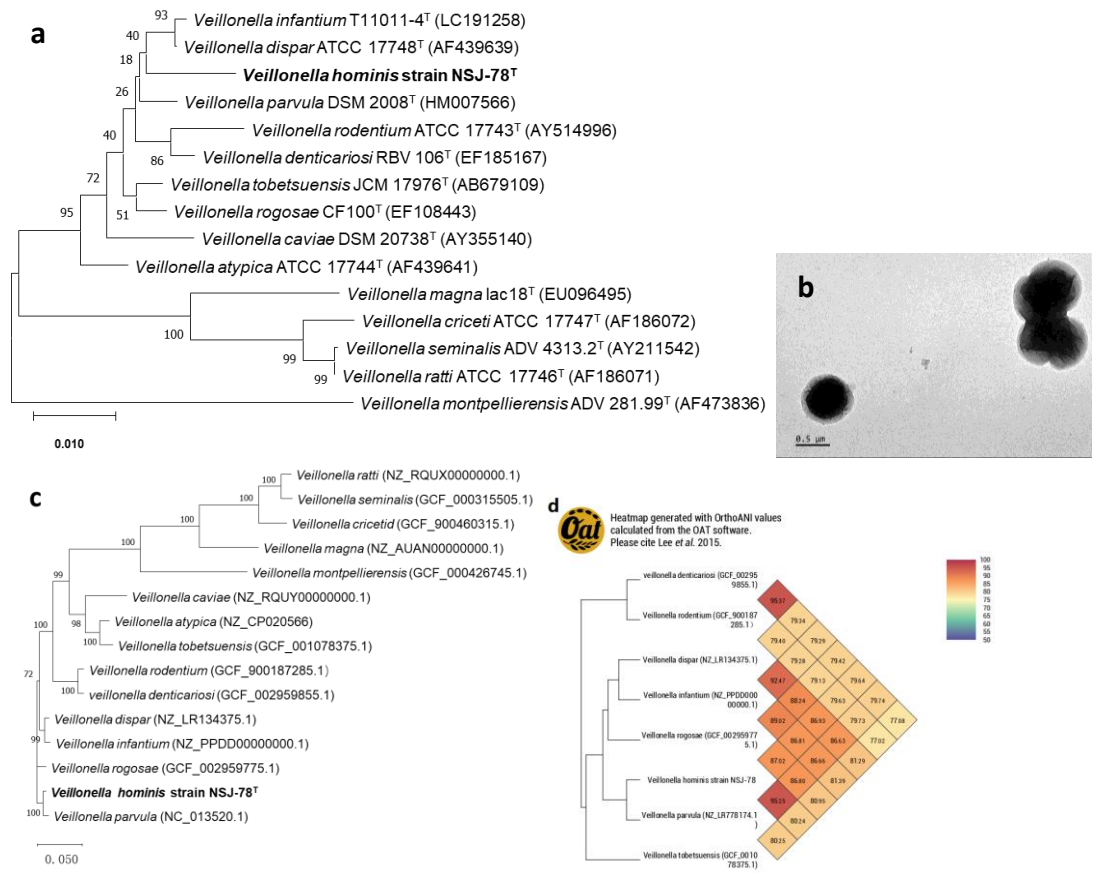 a
93
Veillonella infantium T11011-4ᵀ (LC191258)
40
Veillonella dispar ATCC 17748ᵀ (AF439639)
18
Veillonella hominis strain NSJ-78ᵀ
26
Veillonella parvula DSM 2008ᵀ (HM007566)
40
Veillonella rodentium ATCC 17743ᵀ (AY514996)
86
Veillonella denticariosi RBV 106ᵀ (EF185167)
72
Veillonella tobetsuensis JCM 17976ᵀ (AB679109)
95
51
Veillonella rogosae CF100ᵀ (EF108443)
Veillonella caviae DSM 20738ᵀ (AY355140)
Veillonella atypica ATCC 17744ᵀ (AF439641)
Veillonella magna lac18ᵀ (EU096495)
100
Veillonella criceti ATCC 17747ᵀ (AF186072)
99
Veillonella seminalis ADV 4313.2ᵀ (AY211542)
99
Veillonella ratti ATCC 17746ᵀ (AF186071)
Veillonella montpellierensis ADV 281.99ᵀ (AF473836)
0.010
b
0.5 µm
c
100
Veillonella ratti (NZ_RQUX00000000.1)
100
Veillonella seminalis (GCF_000315505.1)
100
Veillonella cricetid (GCF_900460315.1)
100
Veillonella magna (NZ_AUAN00000000.1)
Veillonella montpellierensis (GCF_000426745.1)
99
Veillonella caviae (NZ_RQUY00000000.1)
98
Veillonella atypica (NZ_CP020566)
100
100
Veillonella tobetsuensis (GCF_001078375.1)
72
Veillonella rodentium (GCF_900187285.1)
100
veillonella denticariosi (GCF_002959855.1)
Veillonella dispar (NZ_LR134375.1)
99
Veillonella infantium (NZ_PPDD00000000.1)
Veillonella rogosae (GCF_002959775.1)
Veillonella hominis strain NSJ-78ᵀ
100
Veillonella parvula (NC_013520.1)
0. 050
d
Oat
Heatmap generated with OrthoANI values
calculated from the OAT software.
Please cite Lee et al. 2015.
100
95
90
85
80
75
70
65
60
55
50
veillonella denticariosi (GCF_00295
9855.1)
Veillonella rodentium (GCF_900187
285.1)
Veillonella dispar (NZ_LR134375.1)
Veillonella infantium (NZ_PPDD000
00000.1)
Veillonella rogosae (GCF_00295977
5.1)
Veillonella hominis strain NSJ-78
Veillonella parvula (NZ_LR778174.1
)
Veillonella tobetsuensis (GCF_0010
78375.1)
95.37
79.34
79.40
79.29
79.28
79.42
92.47
79.13
79.64
88.24
79.63
79.74
89.02
86.93
79.73
77.88
86.81
86.63
77.02
87.02
86.66
81.29
86.80
81.39
95.25
80.95
80.24
80.25